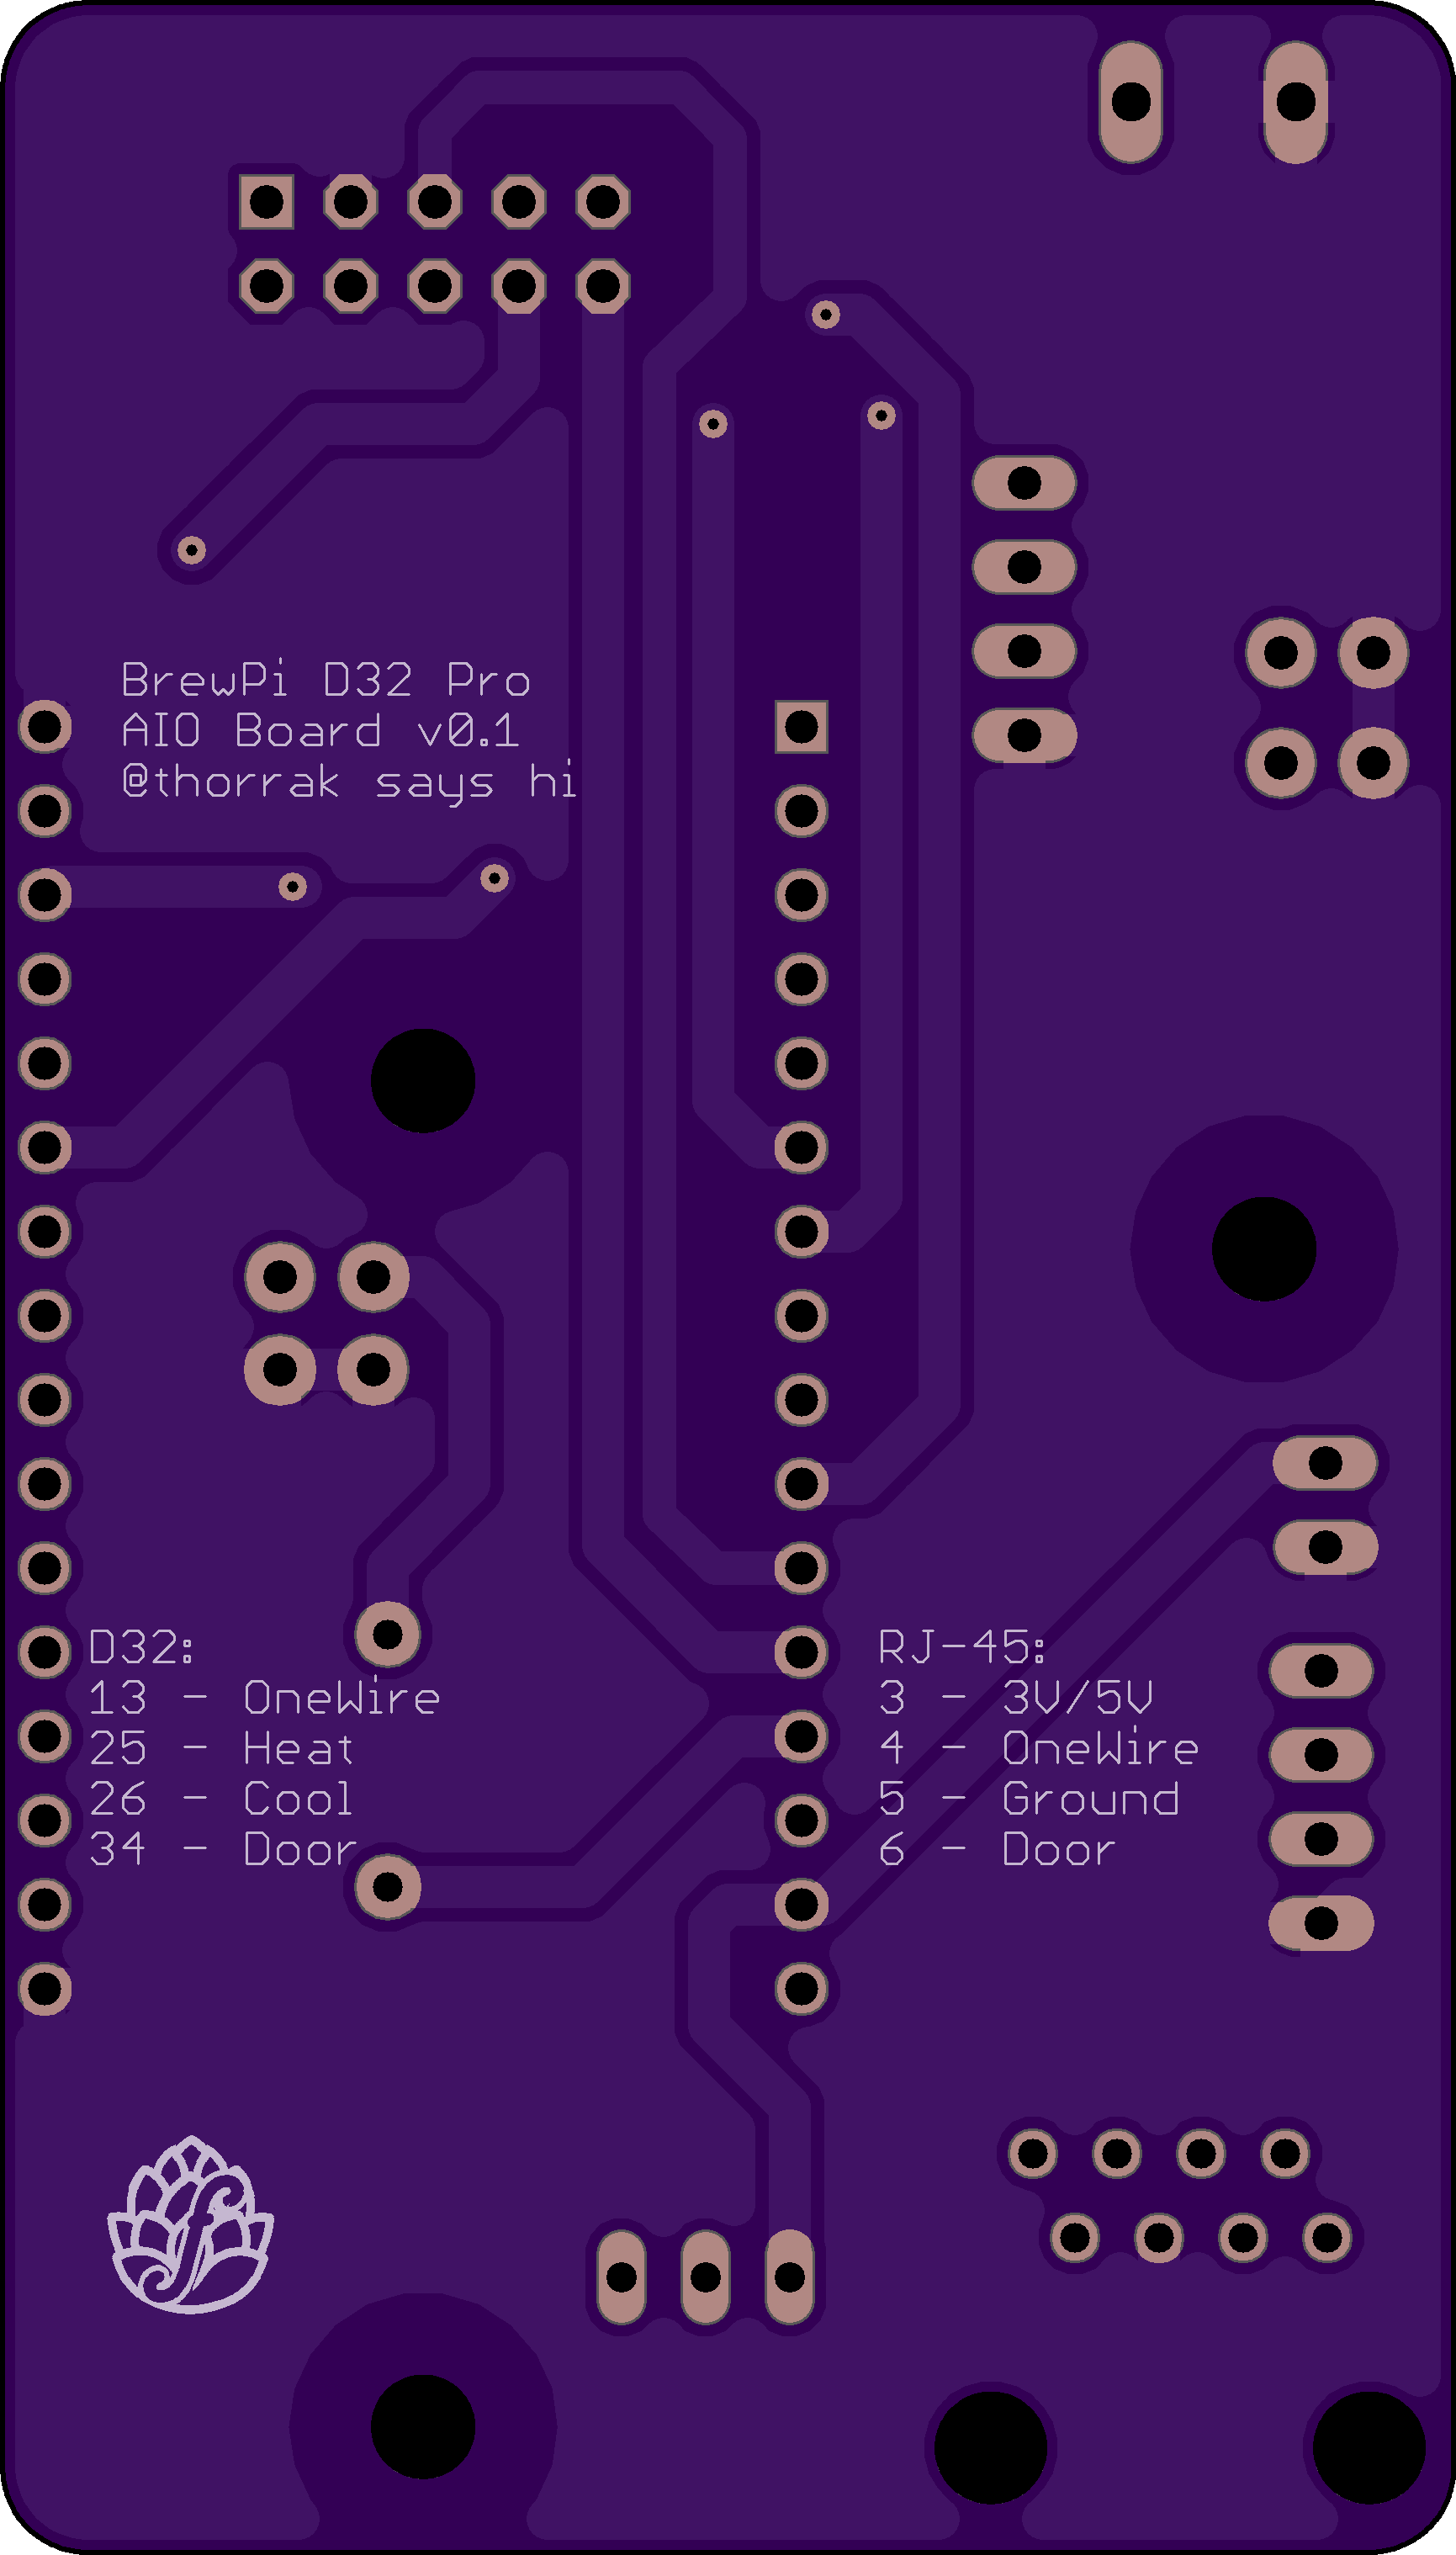 BrewPi D32 Pro
AIO Board v0.1
@thorrak says hi
D32:
13 - OneWire
25 - Heat
26 - Cool
34 - Door
RJ-45:
3 - 3V/5V
4 - OneWire
5 - Ground
6 - Door